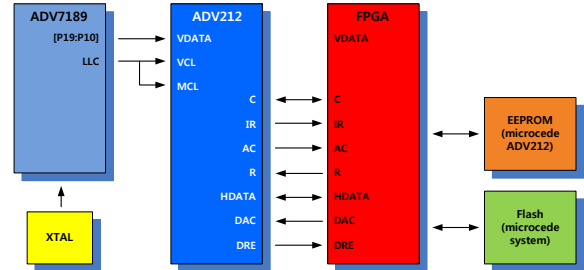 ADV7189
[P19:P10]
LLC
XTAL
ADV212
VDATA
VCL
MCL
C
IR
AC
R
HDATA
DAC
DRE
FPGA
VDATA
C
IR
AC
R
HDATA
DAC
DRE
EEPROM
(microcede
ADV212)
Flash
(microcede
system)